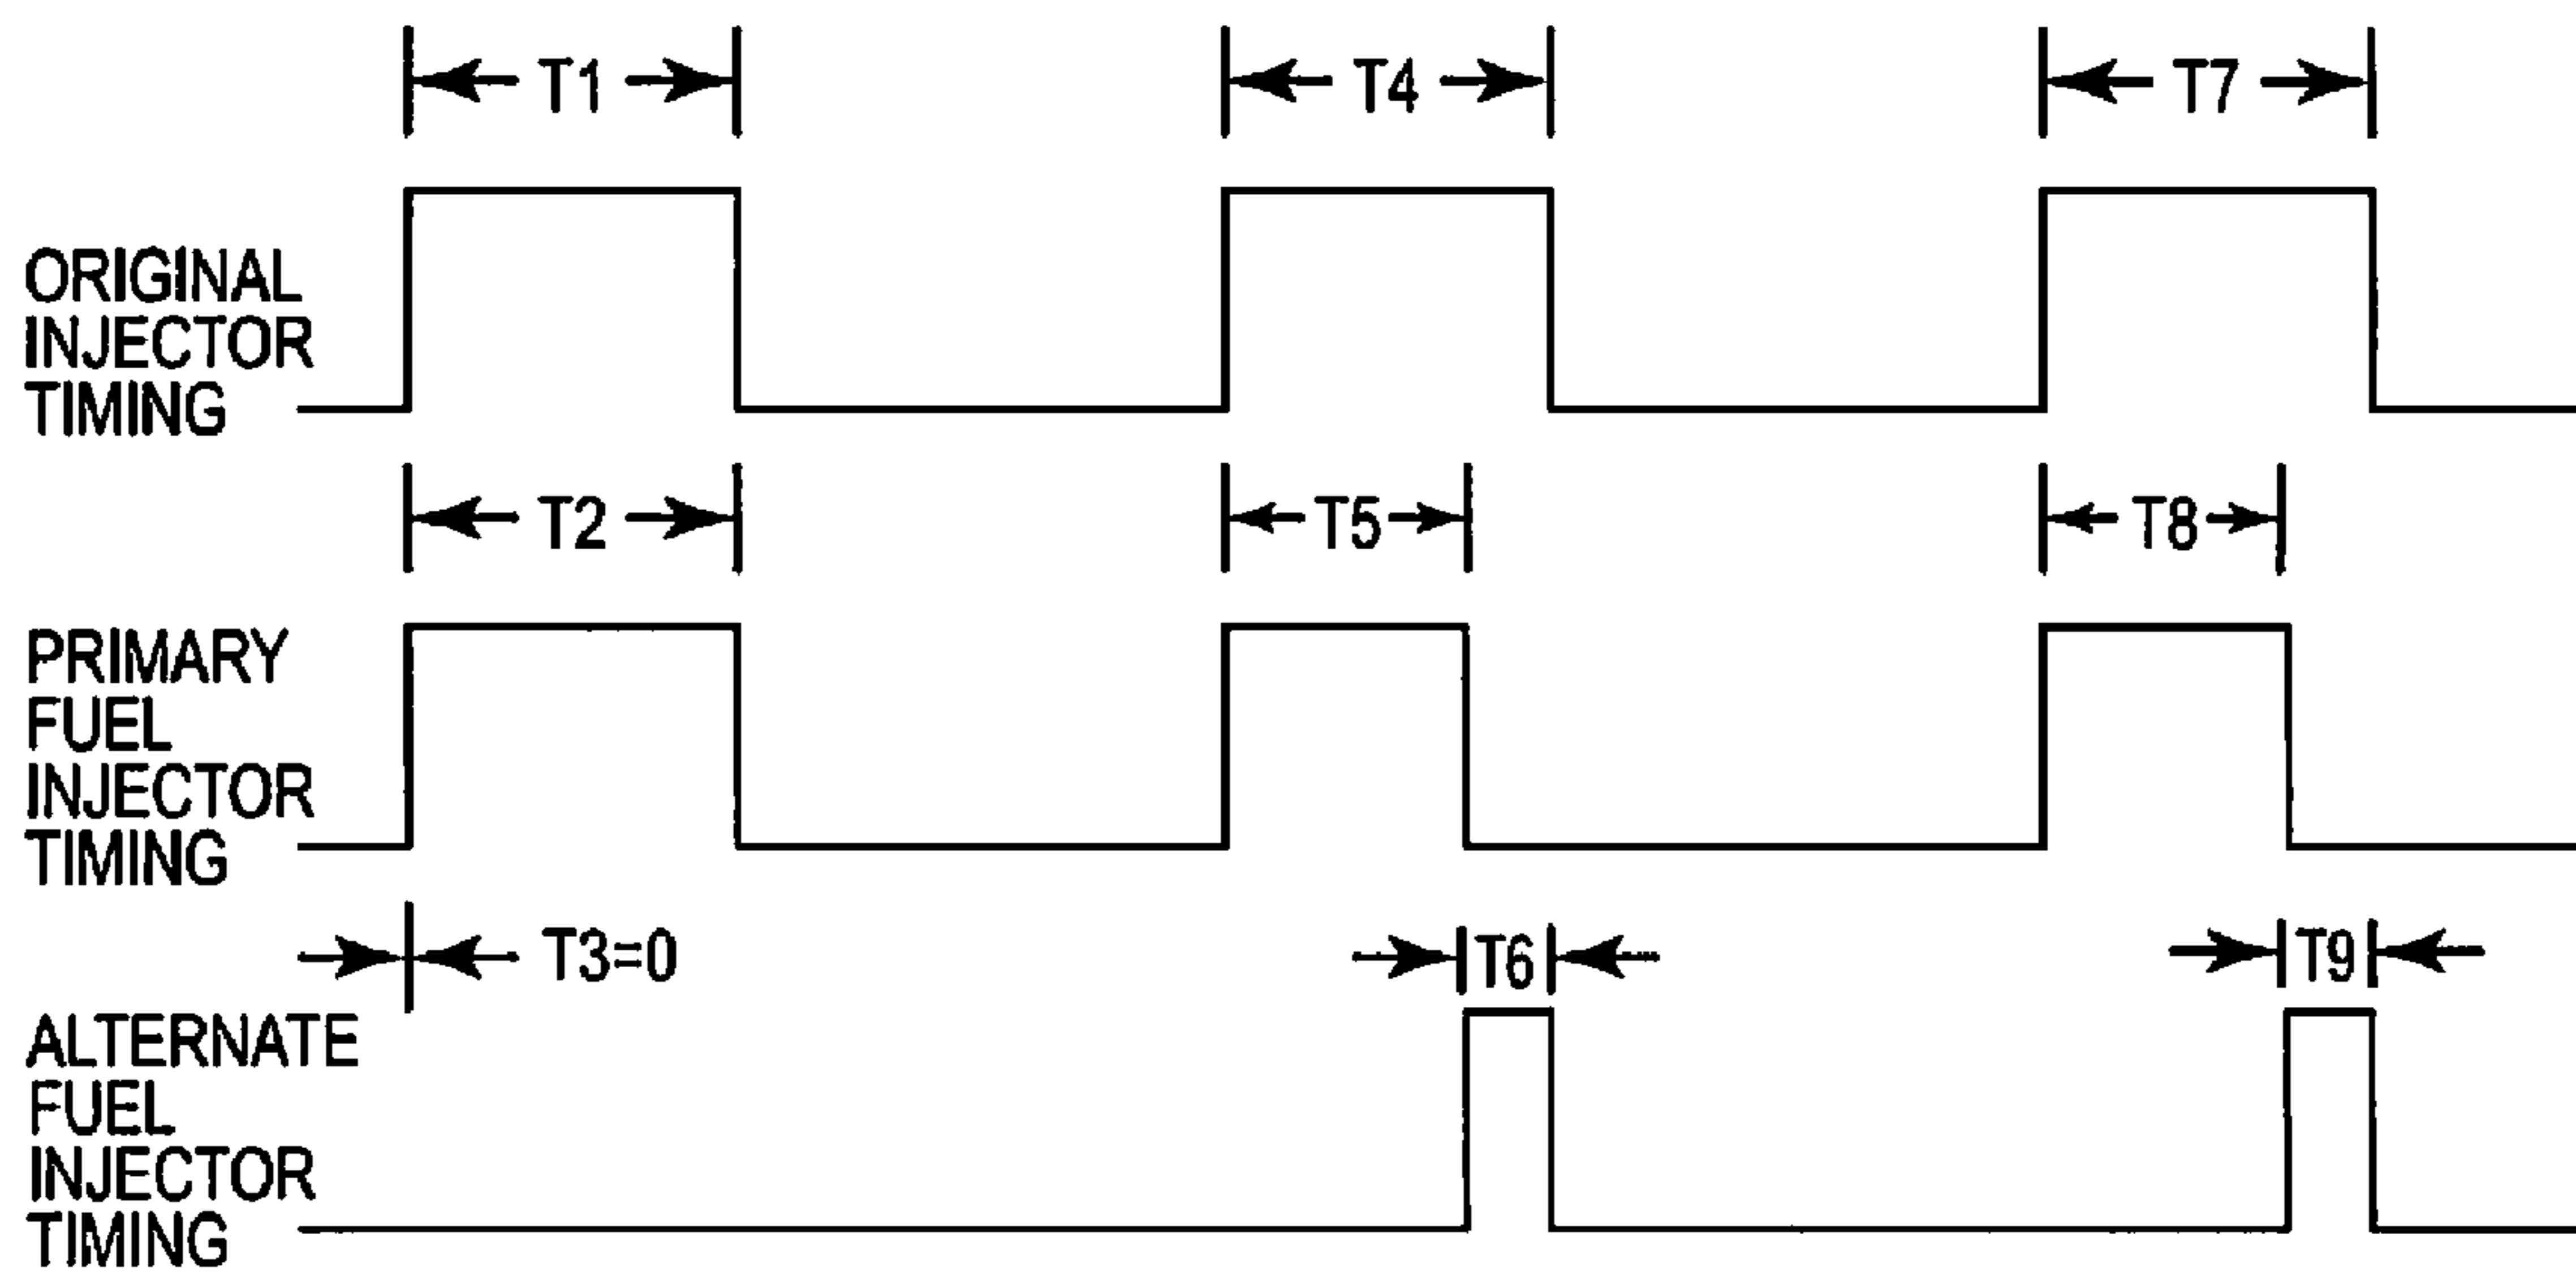 T1 T4 T7
ORIGINAL
INJECTOR
TIMING
T2 T5 T8
PRIMARY
FUEL
INJECTOR
TIMING
T3=0 T6 T9
ALTERNATE
FUEL
INJECTOR
TIMING